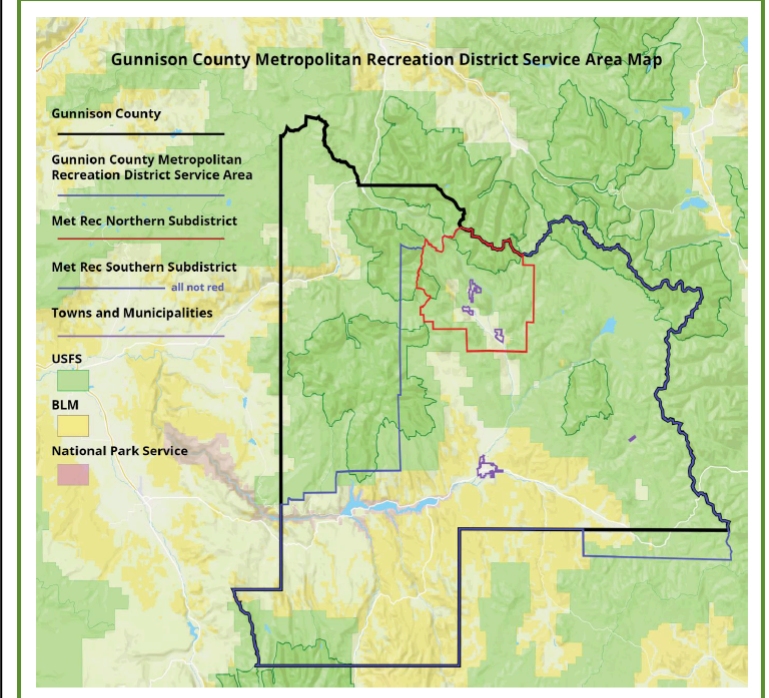 Gunnison County Metropolitan Recreation District Service Area Map
Gunnison County
Gunnion County Metropolitan
Recreation District Service Area
Met Rec Northern Subdistrict
Met Rec Southern Subdistrict
all not red
Towns and Municipalities
USFS
BLM
National Park Service